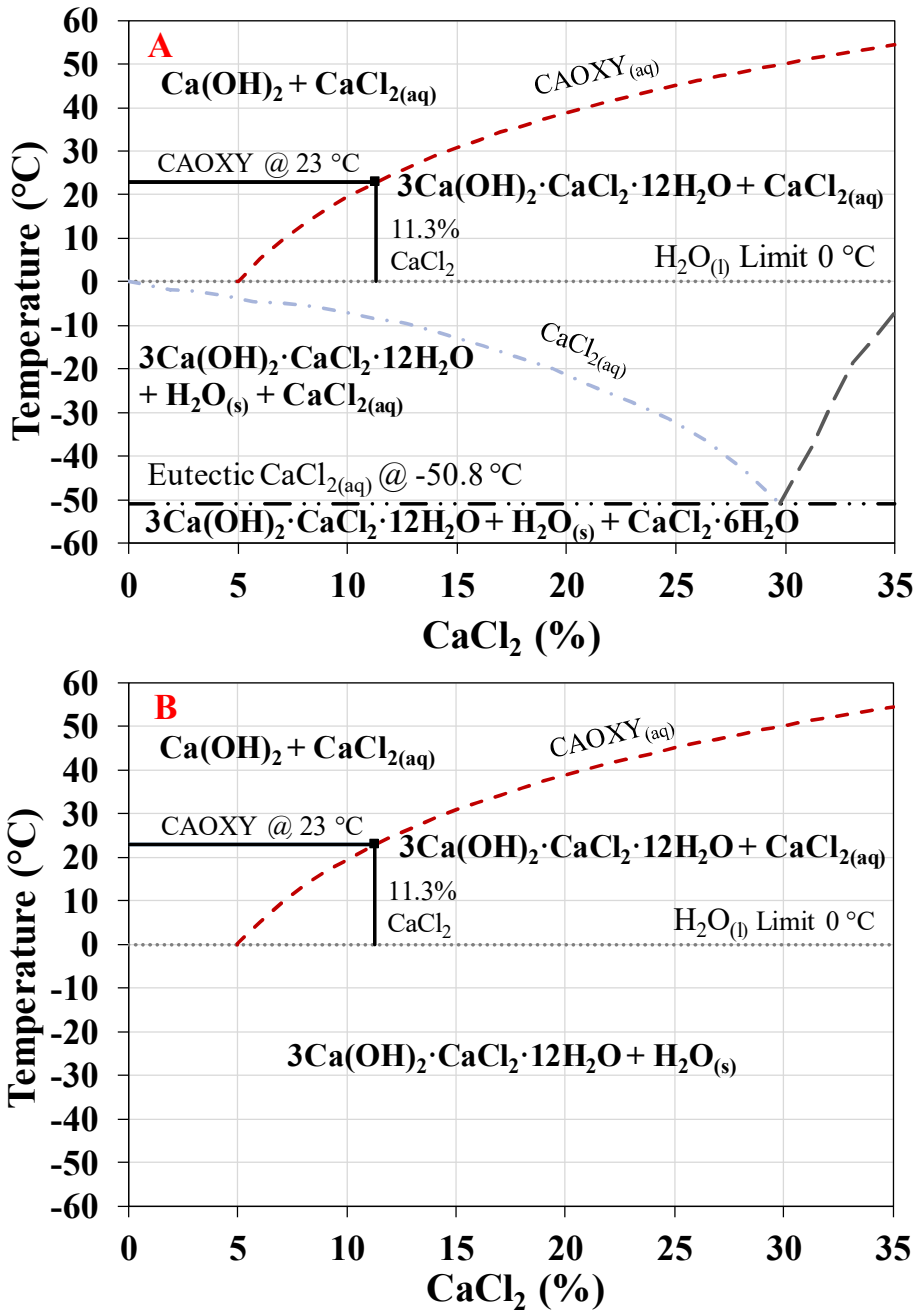 A
Ca(OH)₂ + CaCl₂(aq)
CAOXY(aq)
CAOXY @ 23 °C
3Ca(OH)₂·CaCl₂·12H₂O + CaCl₂(aq)
11.3%
CaCl₂
H₂O(l) Limit 0 °C
CaCl₂(aq)
3Ca(OH)₂·CaCl₂·12H₂O
+ H₂O(s) + CaCl₂(aq)
Eutectic CaCl₂(aq) @ -50.8 °C
3Ca(OH)₂·CaCl₂·12H₂O + H₂O(s) + CaCl₂·6H₂O
Temperature (°C)
60
50
40
30
20
10
0
-10
-20
-30
-40
-50
-60
0 5 10 15 20 25 30 35
CaCl₂ (%)
B
Ca(OH)₂ + CaCl₂(aq)
CAOXY(aq)
CAOXY @ 23 °C
3Ca(OH)₂·CaCl₂·12H₂O + CaCl₂(aq)
11.3%
CaCl₂
H₂O(l) Limit 0 °C
3Ca(OH)₂·CaCl₂·12H₂O + H₂O(s)
Temperature (°C)
60
50
40
30
20
10
0
-10
-20
-30
-40
-50
-60
0 5 10 15 20 25 30 35
CaCl₂ (%)